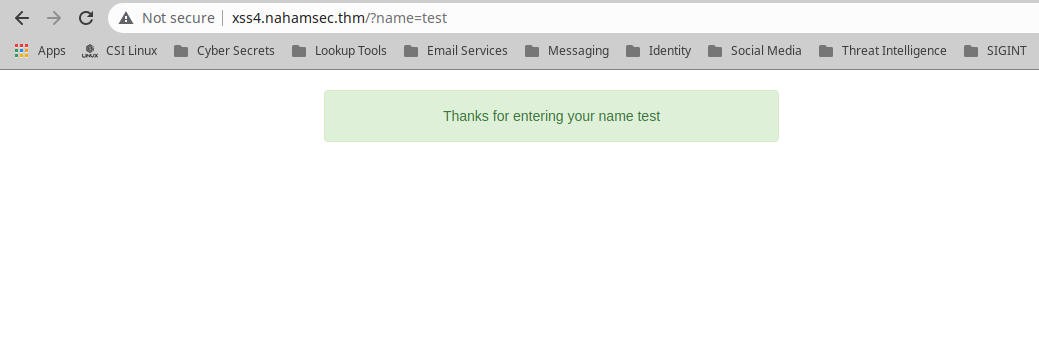 Not secure xss4.nahamsec.thm/?name=test
Apps CSI Linux Cyber Secrets Lookup Tools Email Services Messaging Identity Social Media Threat Intelligence SIGINT
Thanks for entering your name test